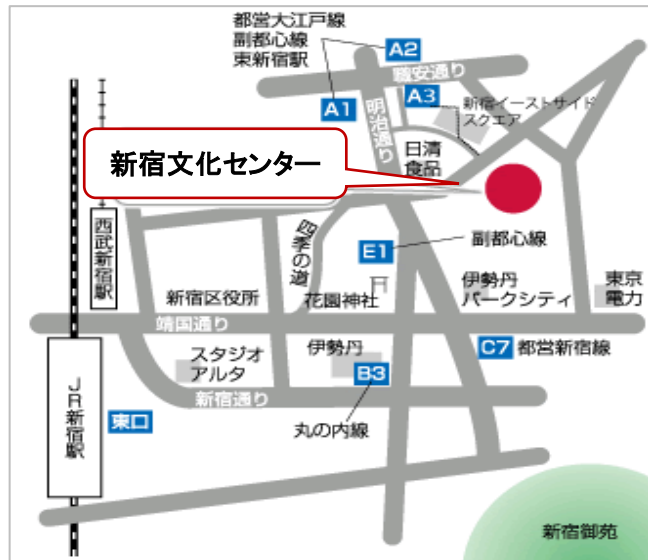 都営大江戸線
副都心線
東新宿駅
A2
職安通り
A1
A3
明治通り
新宿イーストサイド
スクエア
日清
食品
新宿文化センター
西武新宿駅
四季の道
E1
副都心線
新宿区役所
花園神社
伊勢丹
パークシティ
東京
電力
靖国通り
スタジオ
アルタ
伊勢丹
C7 都営新宿線
B3
新宿通り
JR新宿駅
東口
丸の内線
新宿御苑